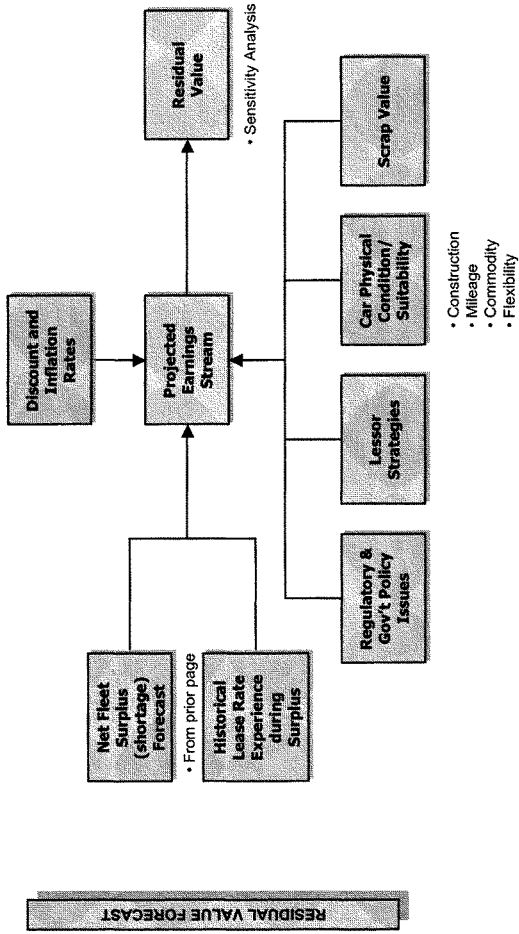 RESIDUAL VALUE FORECAST
Net Fleet
Surplus
(shortage)
Forecast
• From prior page
Historical
Lease Rate
Experience
during
Surplus
Discount and
Inflation
Rates
Projected
Earnings
Stream
Residual
Value
• Sensitivity Analysis
Regulatory &
Gov't Policy
Issues
Lessor
Strategies
Car Physical
Condition/
Suitability
• Construction
• Mileage
• Commodity
• Flexibility
Scrap Value